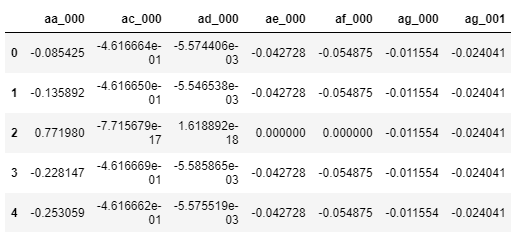 aa_000 ac_000 ad_000 ae_000 af_000 ag_000 ag_001
0 -0.085425 -4.616664e-01 -5.574406e-03 -0.042728 -0.054875 -0.011554 -0.024041
1 -0.135892 -4.616650e-01 -5.546538e-03 -0.042728 -0.054875 -0.011554 -0.024041
2 0.771980 -7.715679e-17 1.618892e-18 0.000000 0.000000 -0.011554 -0.024041
3 -0.228147 -4.616669e-01 -5.585865e-03 -0.042728 -0.054875 -0.011554 -0.024041
4 -0.253059 -4.616662e-01 -5.575519e-03 -0.042728 -0.054875 -0.011554 -0.024041